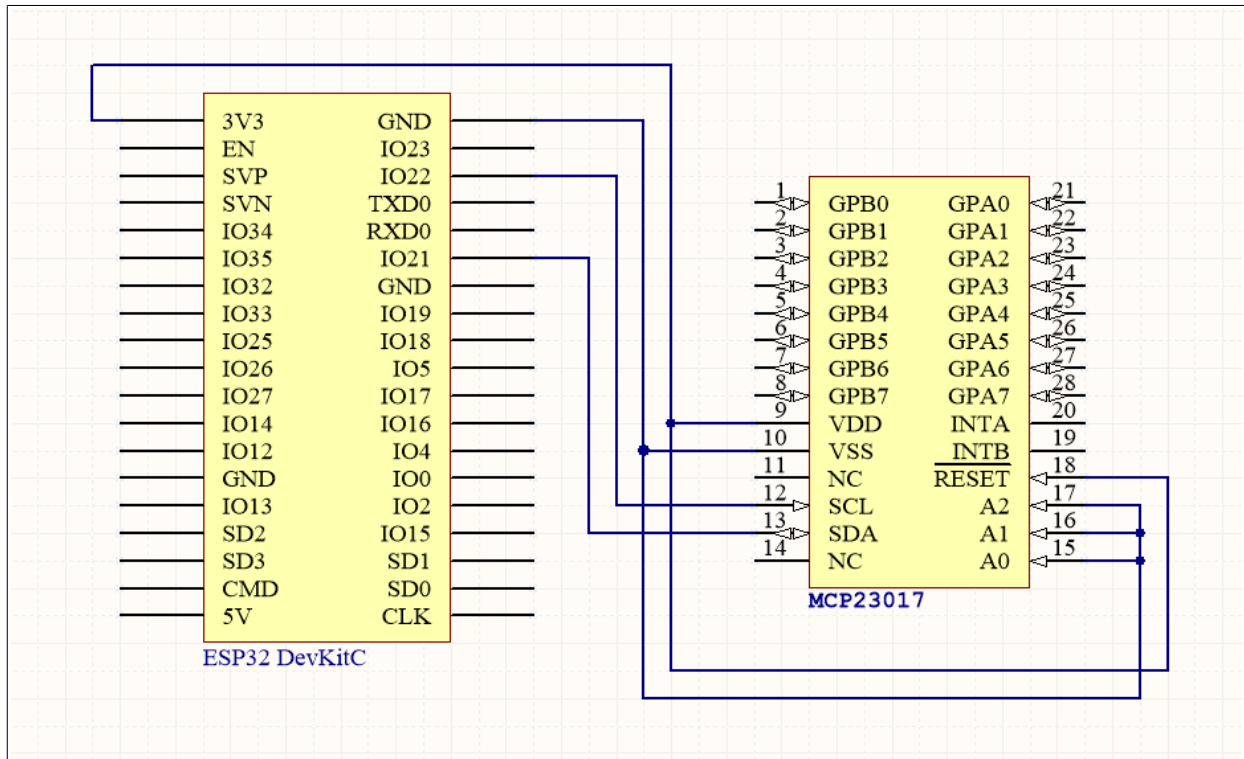 3V3 GND
EN IO23
SVP IO22
SVN TXD0
IO34 RXD0
IO35 IO21
IO32 GND
IO33 IO19
IO25 IO18
IO26 IO5
IO27 IO17
IO14 IO16
IO12 IO4
GND IO0
IO13 IO2
SD2 IO15
SD3 SD1
CMD SD0
5V CLK
ESP32 DevKitC
1 GPB0 GPA0 21
2 GPB1 GPA1 22
3 GPB2 GPA2 23
4 GPB3 GPA3 24
5 GPB4 GPA4 25
6 GPB5 GPA5 26
7 GPB6 GPA6 27
8 GPB7 GPA7 28
9 VDD INTA 20
10 VSS INTB 19
11 NC RESET 18
12 SCL A2 17
13 SDA A1 16
14 NC A0 15
MCP23017